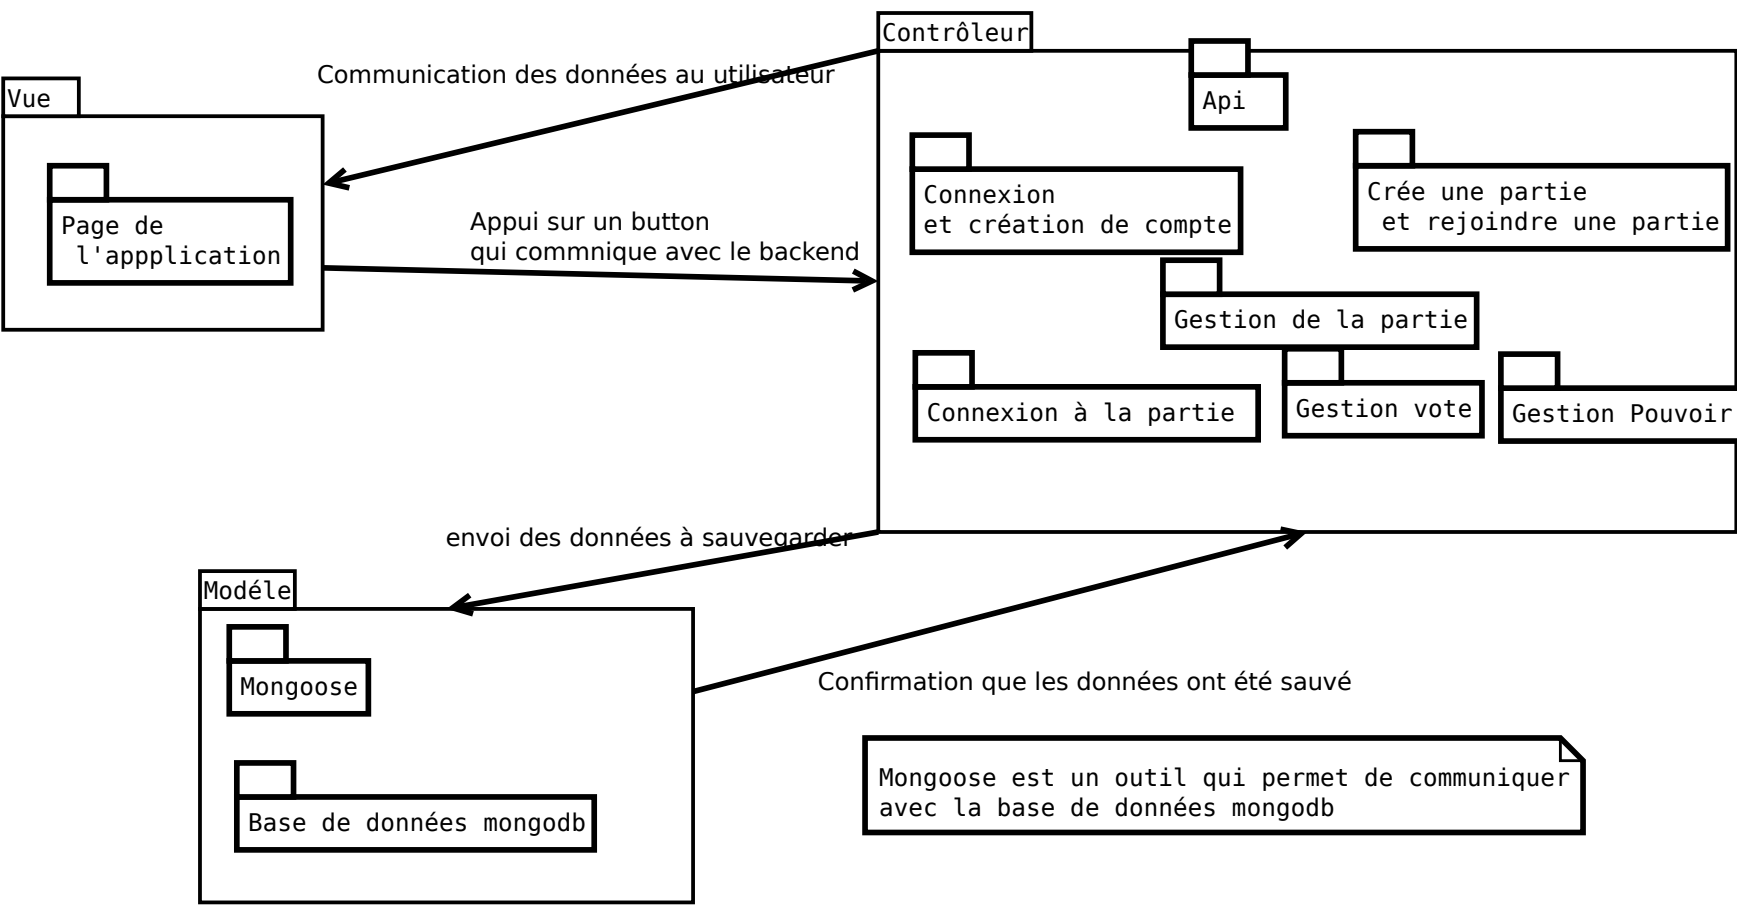 Contrôleur
Communication des données au utilisateur
Vue
Api
Page de
l'appplication
Connexion
et création de compte
Crée une partie
et rejoindre une partie
Appui sur un button
qui commnique avec le backend
Gestion de la partie
Connexion à la partie
Gestion vote
Gestion Pouvoir
envoi des données à sauvegarder
Modéle
Mongoose
Confirmation que les données ont été sauvé
Base de données mongodb
Mongoose est un outil qui permet de communiquer
avec la base de données mongodb